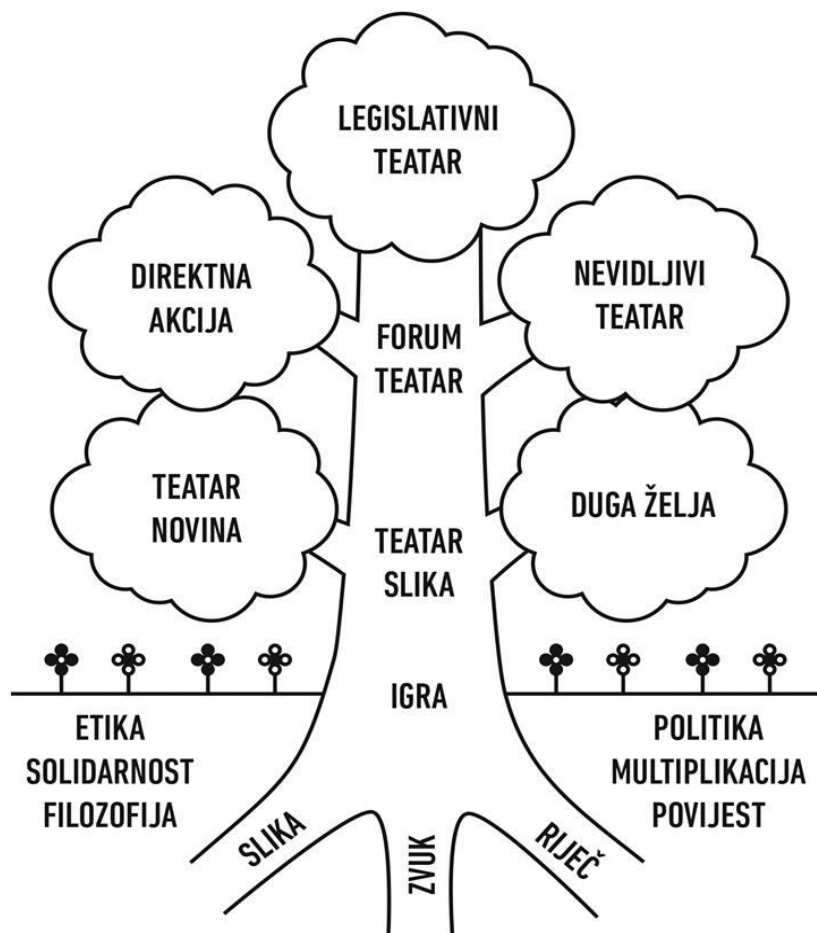 LEGISLATIVNI
TEATAR
DIREKTNA
AKCIJA
NEVIDLJIVI
TEATAR
FORUM
TEATAR
TEATAR
NOVINA
DUGA ŽELJA
TEATAR
SLIKA
IGRA
ETIKA
SOLIDARNOST
FILOZOFIJA
POLITIKA
MULTIPLIKACIJA
POVIJEST
SLIKA
ZVUK
RIJEČ